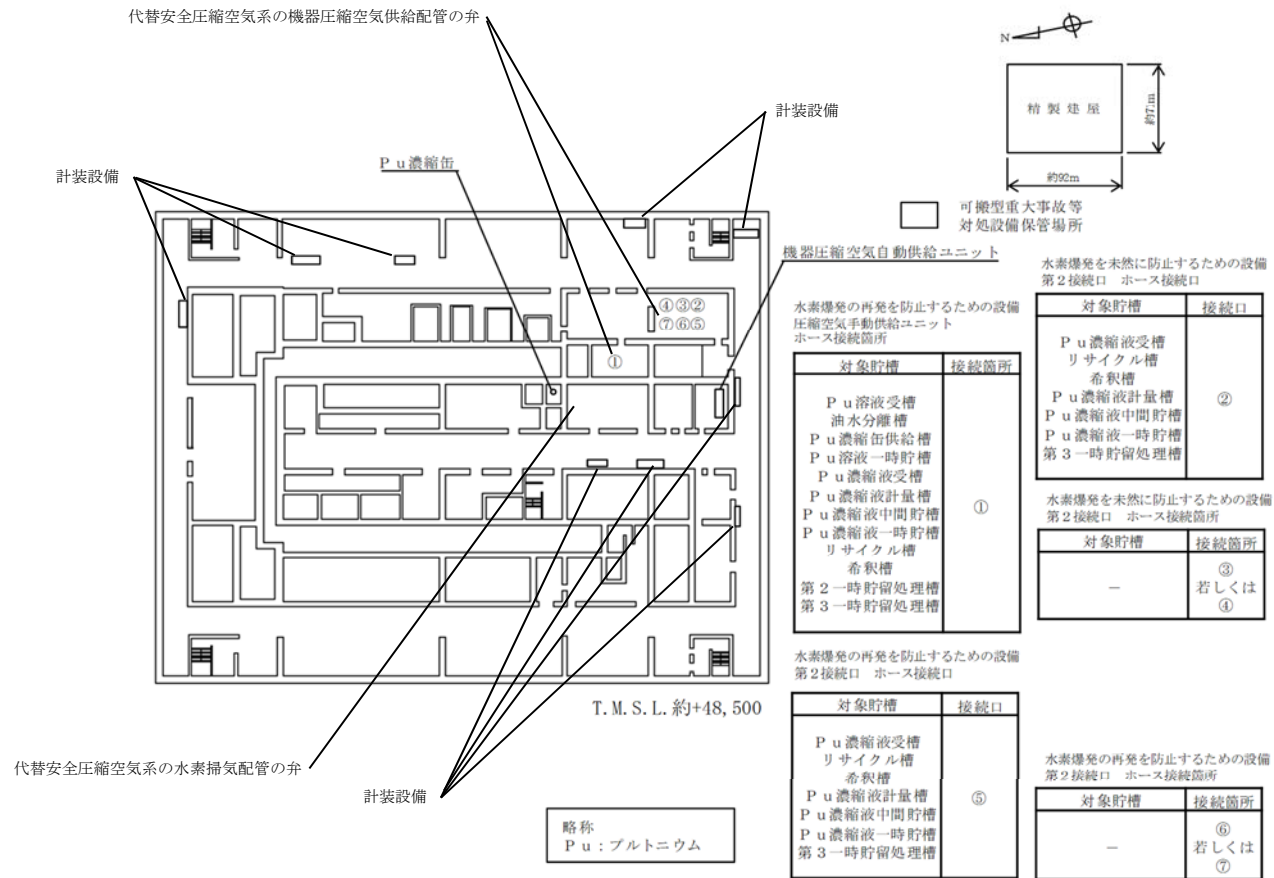 代替安全圧縮空気系の機器圧縮空気供給配管の弁
N
精製建屋
約71m
約92m
計装設備
Pu濃縮缶
計装設備
可搬型重大事故等
対処設備保管場所
機器圧縮空気自動供給ユニット
④③②
⑦⑥⑤
①
水素爆発の再発を防止するための設備
圧縮空気手動供給ユニット
ホース接続箇所
対象貯槽 接続箇所
Pu溶液受槽
油水分離槽
Pu濃縮缶供給槽
Pu溶液一時貯槽
Pu濃縮液受槽
Pu濃縮液計量槽
Pu濃縮液中間貯槽
Pu濃縮液一時貯槽
リサイクル槽
希釈槽
第2一時貯留処理槽
第3一時貯留処理槽
①
水素爆発を未然に防止するための設備
第2接続口 ホース接続口
対象貯槽 接続口
Pu濃縮液受槽
リサイクル槽
希釈槽
Pu濃縮液計量槽
Pu濃縮液中間貯槽
Pu濃縮液一時貯槽
第3一時貯留処理槽
②
水素爆発を未然に防止するための設備
第2接続口 ホース接続箇所
対象貯槽 接続箇所
－
③
若しくは
④
T.M.S.L.約+48,500
水素爆発の再発を防止するための設備
第2接続口 ホース接続口
対象貯槽 接続口
Pu濃縮液受槽
リサイクル槽
希釈槽
Pu濃縮液計量槽
Pu濃縮液中間貯槽
Pu濃縮液一時貯槽
第3一時貯留処理槽
⑤
水素爆発の再発を防止するための設備
第2接続口 ホース接続箇所
対象貯槽 接続箇所
－
⑥
若しくは
⑦
代替安全圧縮空気系の水素掃気配管の弁
計装設備
略称
Pu：プルトニウム